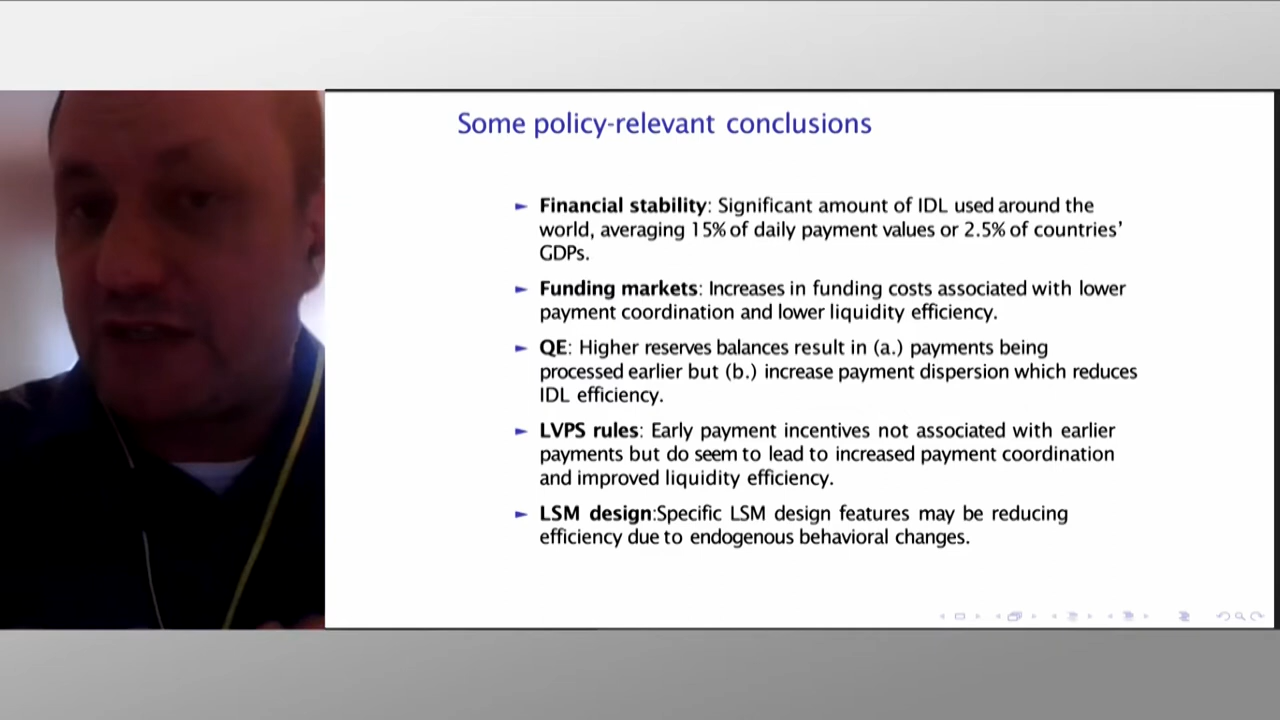 Some policy-relevant conclusions
► Financial stability: Significant amount of IDL used around the
world, averaging 15% of daily payment values or 2.5% of countries'
GDPs.
► Funding markets: Increases in funding costs associated with lower
payment coordination and lower liquidity efficiency.
► QE: Higher reserves balances result in (a.) payments being
processed earlier but (b.) increase payment dispersion which reduces
IDL efficiency.
► LVPS rules: Early payment incentives not associated with earlier
payments but do seem to lead to increased payment coordination
and improved liquidity efficiency.
► LSM design:Specific LSM design features may be reducing
efficiency due to endogenous behavioral changes.